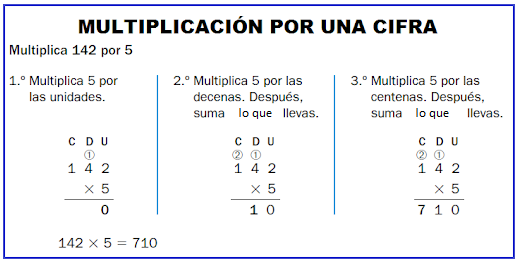 MULTIPLICACIÓN POR UNA CIFRA
Multiplica 142 por 5
1.º Multiplica 5 por
las unidades.
C D U
①
1 4 2
× 5
0
2.º Multiplica 5 por las
decenas. Después,
suma lo que llevas.
C D U
② ①
1 4 2
× 5
1 0
3.º Multiplica 5 por las
centenas. Después,
suma lo que llevas.
C D U
② ①
1 4 2
× 5
7 1 0
142 × 5 = 710